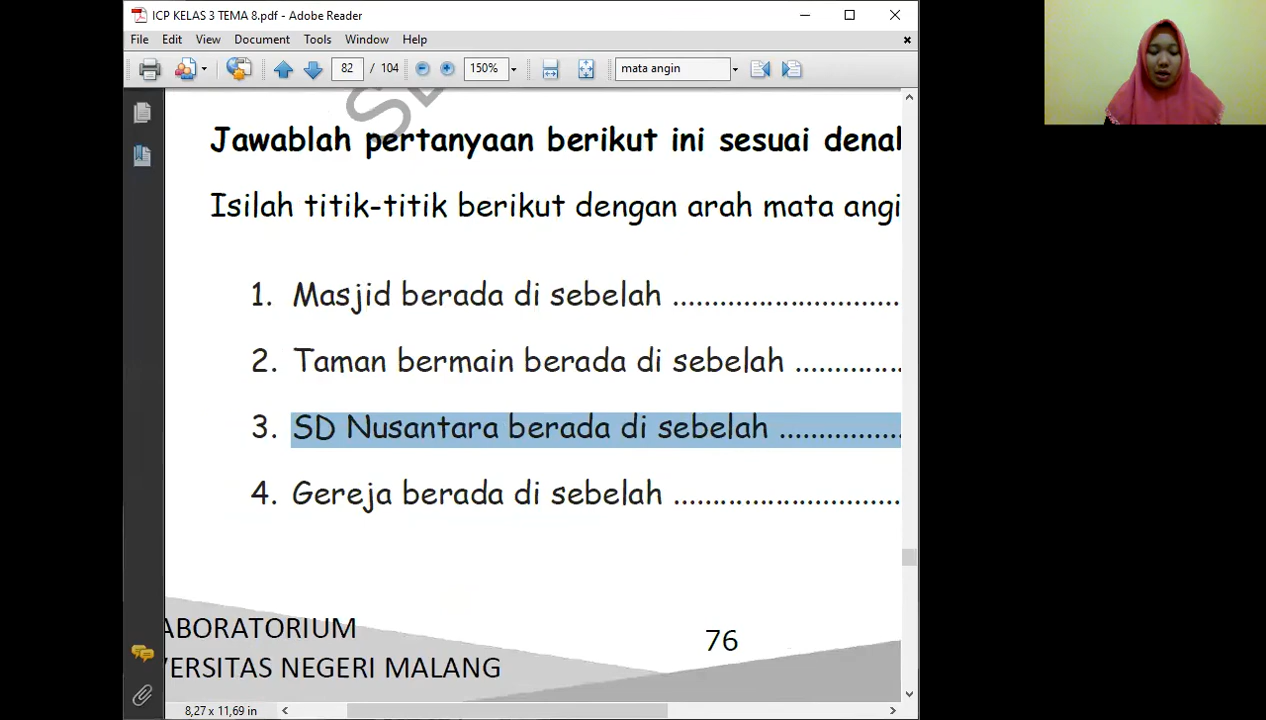 ICP KELAS 3 TEMA 8.pdf - Adobe Reader
File Edit View Document Tools Window Help
82 / 104 150% mata angin
Jawablah pertanyaan berikut ini sesuai denah
Isilah titik-titik berikut dengan arah mata angi
1. Masjid berada di sebelah ..............................
2. Taman bermain berada di sebelah ..............
3. SD Nusantara berada di sebelah ................
4. Gereja berada di sebelah ..............................
ABORATORIUM
76
VERSITAS NEGERI MALANG
8,27 x 11,69 in